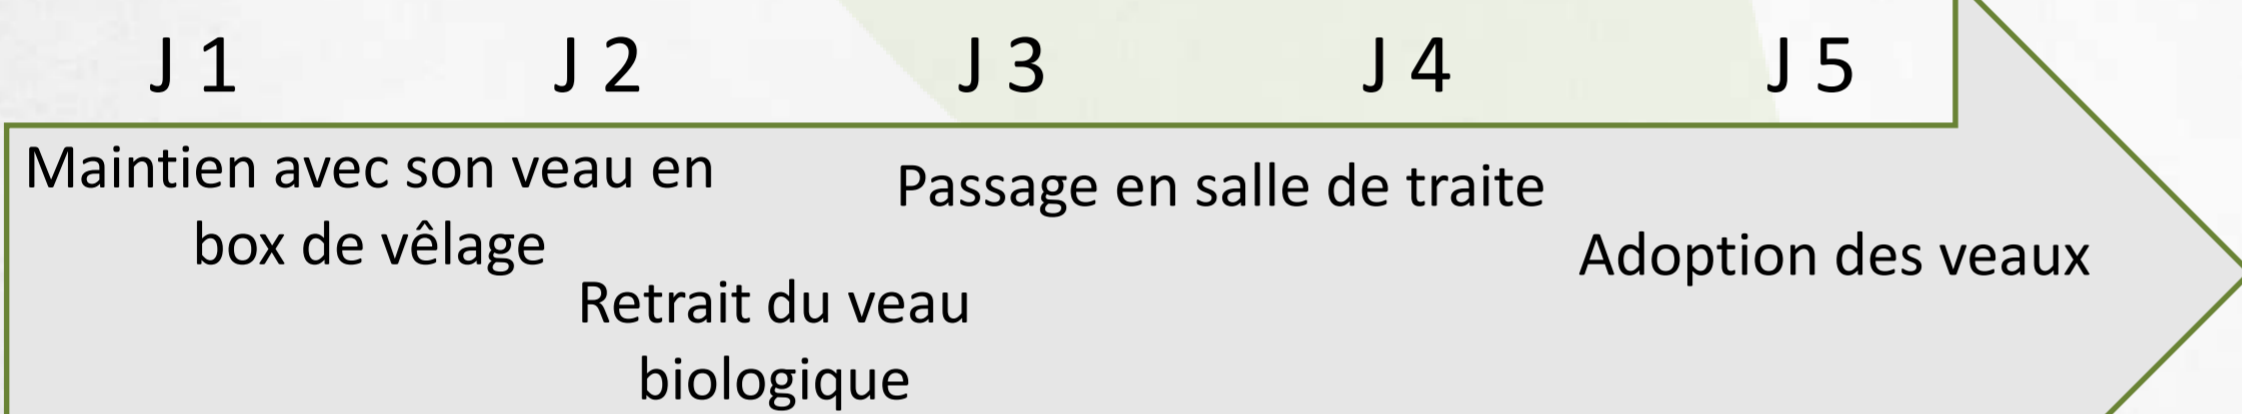 J 1 J 2 J 3 J 4 J 5
Maintien avec son veau en
box de vêlage
Retrait du veau
biologique
Passage en salle de traite
Adoption des veaux